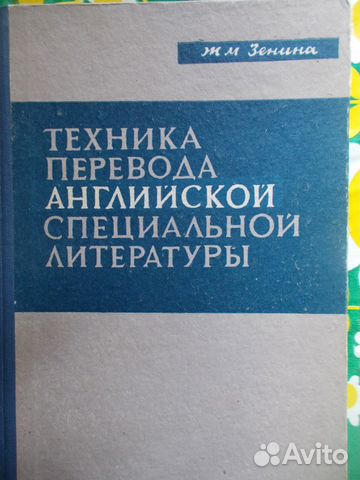 Ж М Зенина
ТЕХНИКА
ПЕРЕВОДА
АНГЛИЙСКОЙ
СПЕЦИАЛЬНОЙ
ЛИТЕРАТУРЫ
Avito